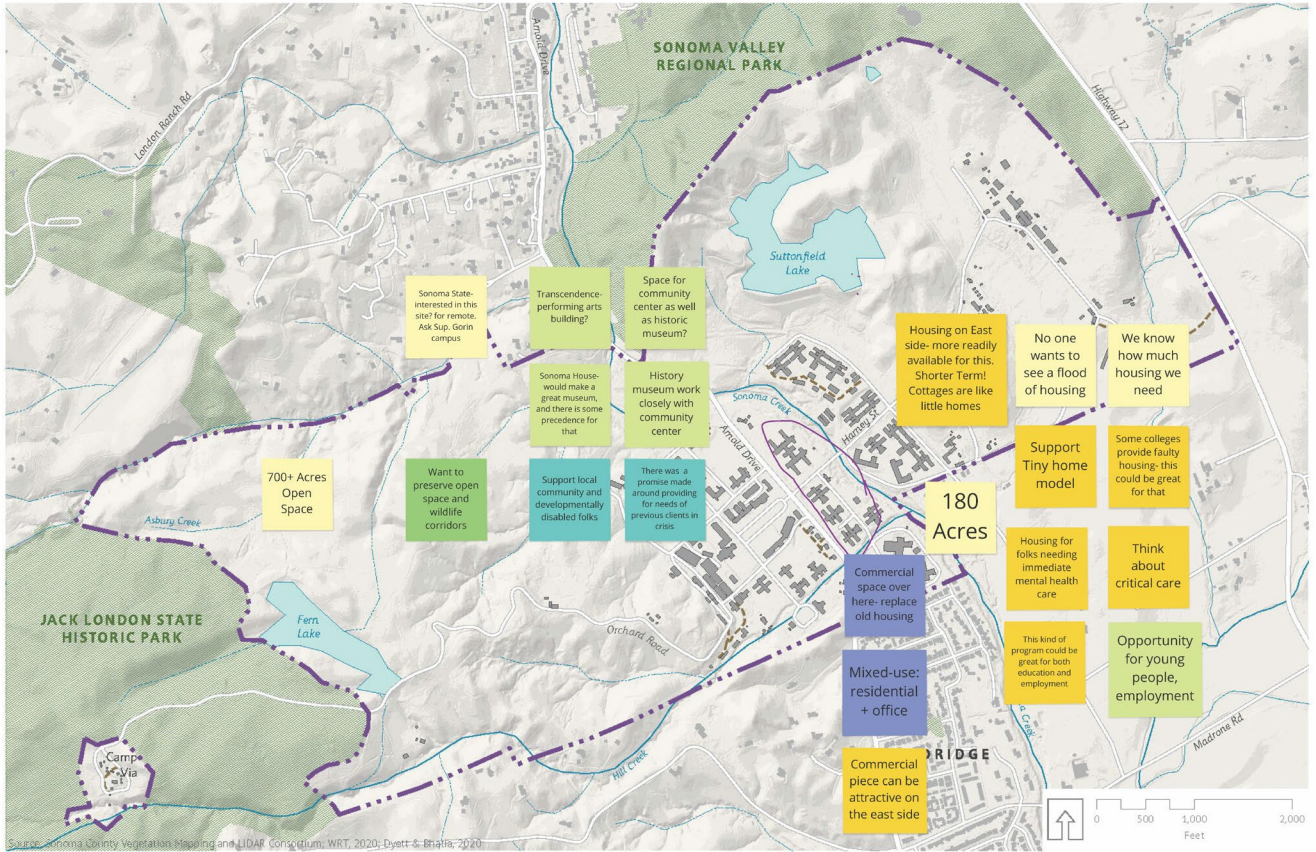 SONOMA VALLEY
REGIONAL PARK
Arnold Drive
London Ranch Rd
Highway 12
Suttonfield
Lake
Sonoma State-
interested in this
site? for remote.
Ask Sup. Gorin
campus
Transcendence-
performing arts
building?
Space for
community
center as well
as historic
museum?
Housing on East
side- more readily
available for this.
Shorter Term!
Cottages are like
little homes
No one
wants to
see a flood
of housing
We know
how much
housing we
need
Sonoma House-
would make a
great museum,
and there is some
precedence for
that
History
museum work
closely with
community
center
Sonoma Creek
Harney St
Arnold Drive
Support
Tiny home
model
Some colleges
provide faulty
housing- this
could be great
for that
700+ Acres
Open
Space
Want to
preserve open
space and
wildlife
corridors
Support local
community and
developmentally
disabled folks
There was a
promise made
around providing
for needs of
previous clients in
crisis
180
Acres
Asbury Creek
Housing for
folks needing
immediate
mental health
care
Think
about
critical care
Commercial
space over
here- replace
old housing
JACK LONDON STATE
HISTORIC PARK
Fern
Lake
Orchard Road
This kind of
program could be
great for both
education and
employment
Opportunity
for young
people,
employment
Mixed-use:
residential
+ office
Madrone Rd
Hill Creek
Creek
DRIDGE
Camp
Via
Commercial
piece can be
attractive on
the east side
0 500 1,000 2,000
Feet
Source: Sonoma County Vegetation Mapping and LiDAR Consortium; WRT, 2020; Dyett & Bhatia, 2020